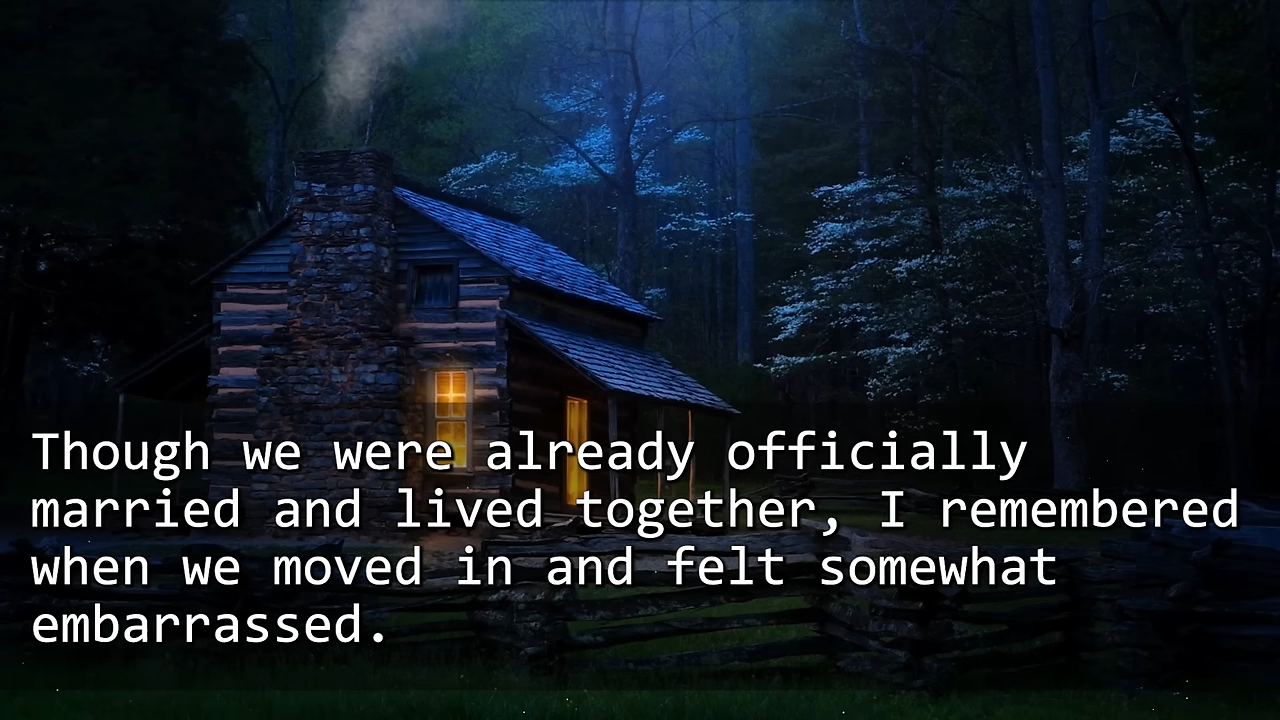 Though we were already officially
married and lived together, I remembered
when we moved in and felt somewhat
embarrassed.